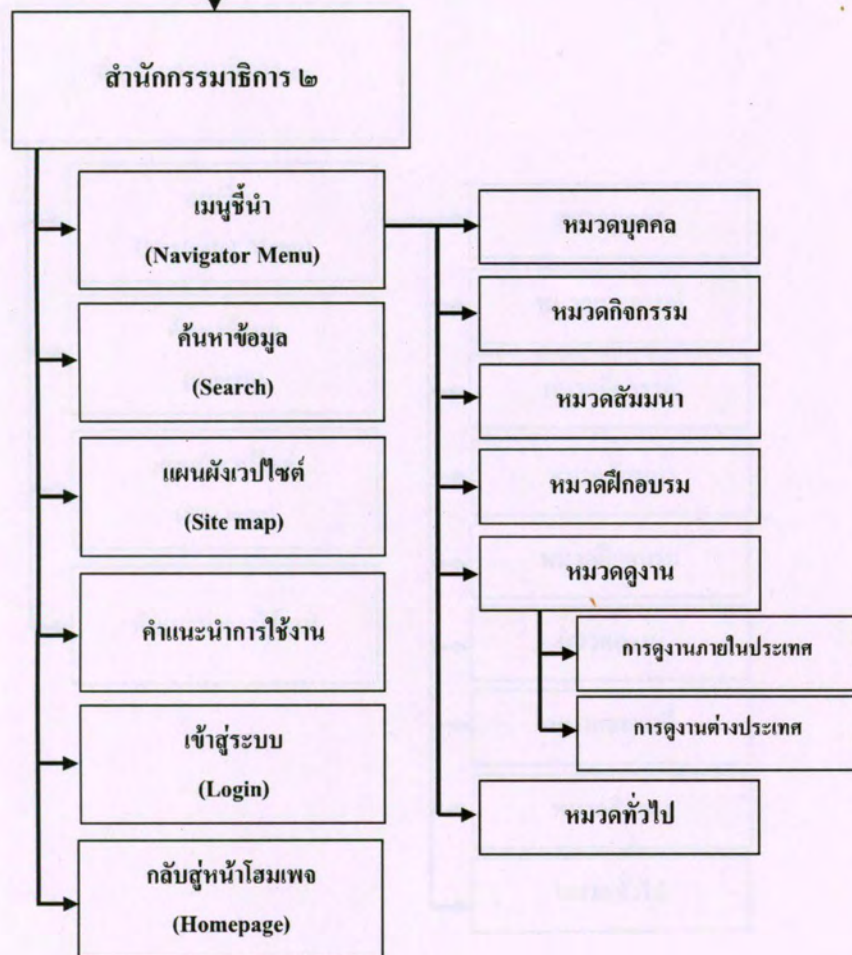 สำนักกรรมาธิการ ๒
เมนูชี้นำ
(Navigator Menu)
ค้นหาข้อมูล
(Search)
แผนผังเวปไซต์
(Site map)
คำแนะนำการใช้งาน
เข้าสู่ระบบ
(Login)
กลับสู่หน้าโฮมเพจ
(Homepage)
หมวดบุคคล
หมวดกิจกรรม
หมวดสัมมนา
หมวดฝึกอบรม
หมวดดูงาน
การดูงานภายในประเทศ
การดูงานต่างประเทศ
หมวดทั่วไป